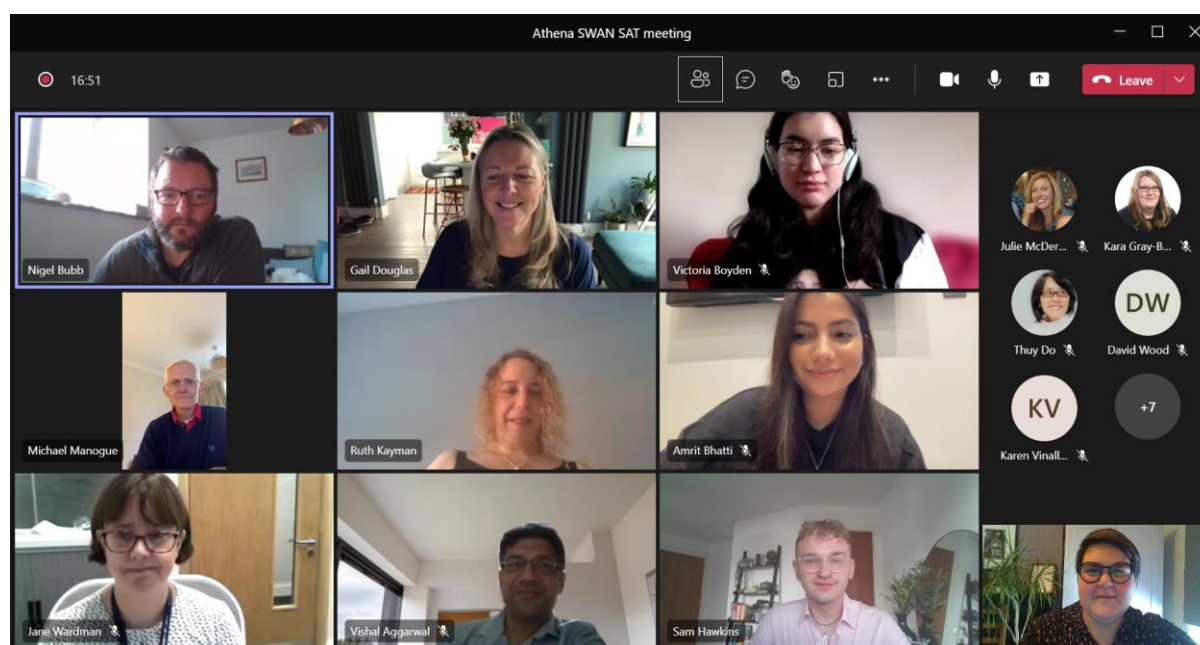 Athena SWAN SAT meeting
16:51
Leave
Nigel Bubb
Gail Douglas
Victoria Boyden
Julie McDer...
Kara Gray-B...
Thuy Do
DW
David Wood
Michael Manogue
Ruth Kayman
Amrit Bhatti
KV
+7
Karen Vinall...
Jane Wardman
Vishal Aggarwal
Sam Hawkins